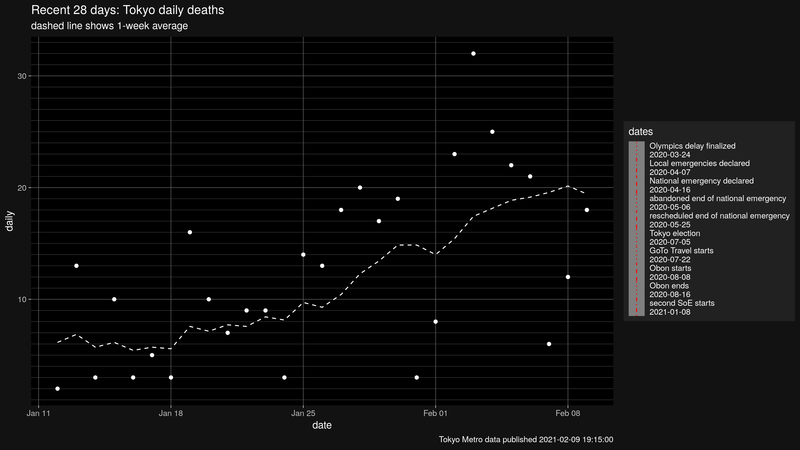 Recent 28 days: Tokyo daily deaths
dashed line shows 1-week average
30
20
10
daily
Jan 11
Jan 18
Jan 25
Feb 01
Feb 08
date
Tokyo Metro data published 2021-02-09 19:15:00
dates
Olympics delay finalized
2020-03-24
Local emergencies declared
2020-04-07
National emergency declared
2020-04-16
abandoned end of national emergency
2020-05-06
rescheduled end of national emergency
2020-05-25
Tokyo election
2020-07-05
GoTo Travel starts
2020-07-22
Obon starts
2020-08-08
Obon ends
2020-08-16
second SoE starts
2021-01-08